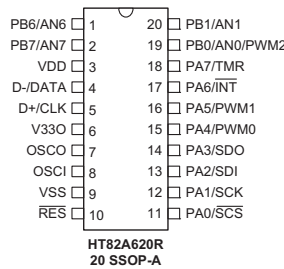 PB6/AN6 1 20 PB1/AN1
PB7/AN7 2 19 PB0/AN0/PWM2
VDD 3 18 PA7/TMR
D-/DATA 4 17 PA6/INT
D+/CLK 5 16 PA5/PWM1
V33O 6 15 PA4/PWM0
OSCO 7 14 PA3/SDO
OSCI 8 13 PA2/SDI
VSS 9 12 PA1/SCK
RES 10 11 PA0/SCS
HT82A620R
20 SSOP-A